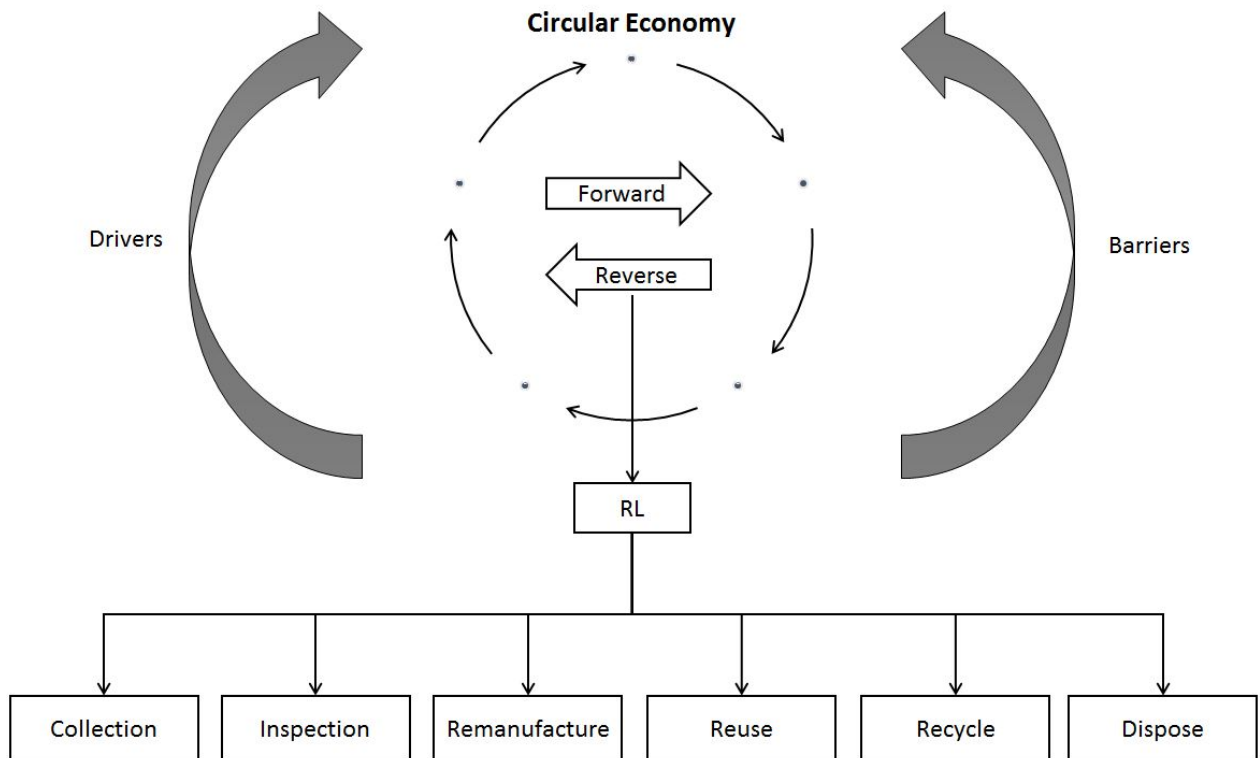 Circular Economy
Forward
Drivers
Barriers
Reverse
RL
Collection
Inspection
Remanufacture
Reuse
Recycle
Dispose